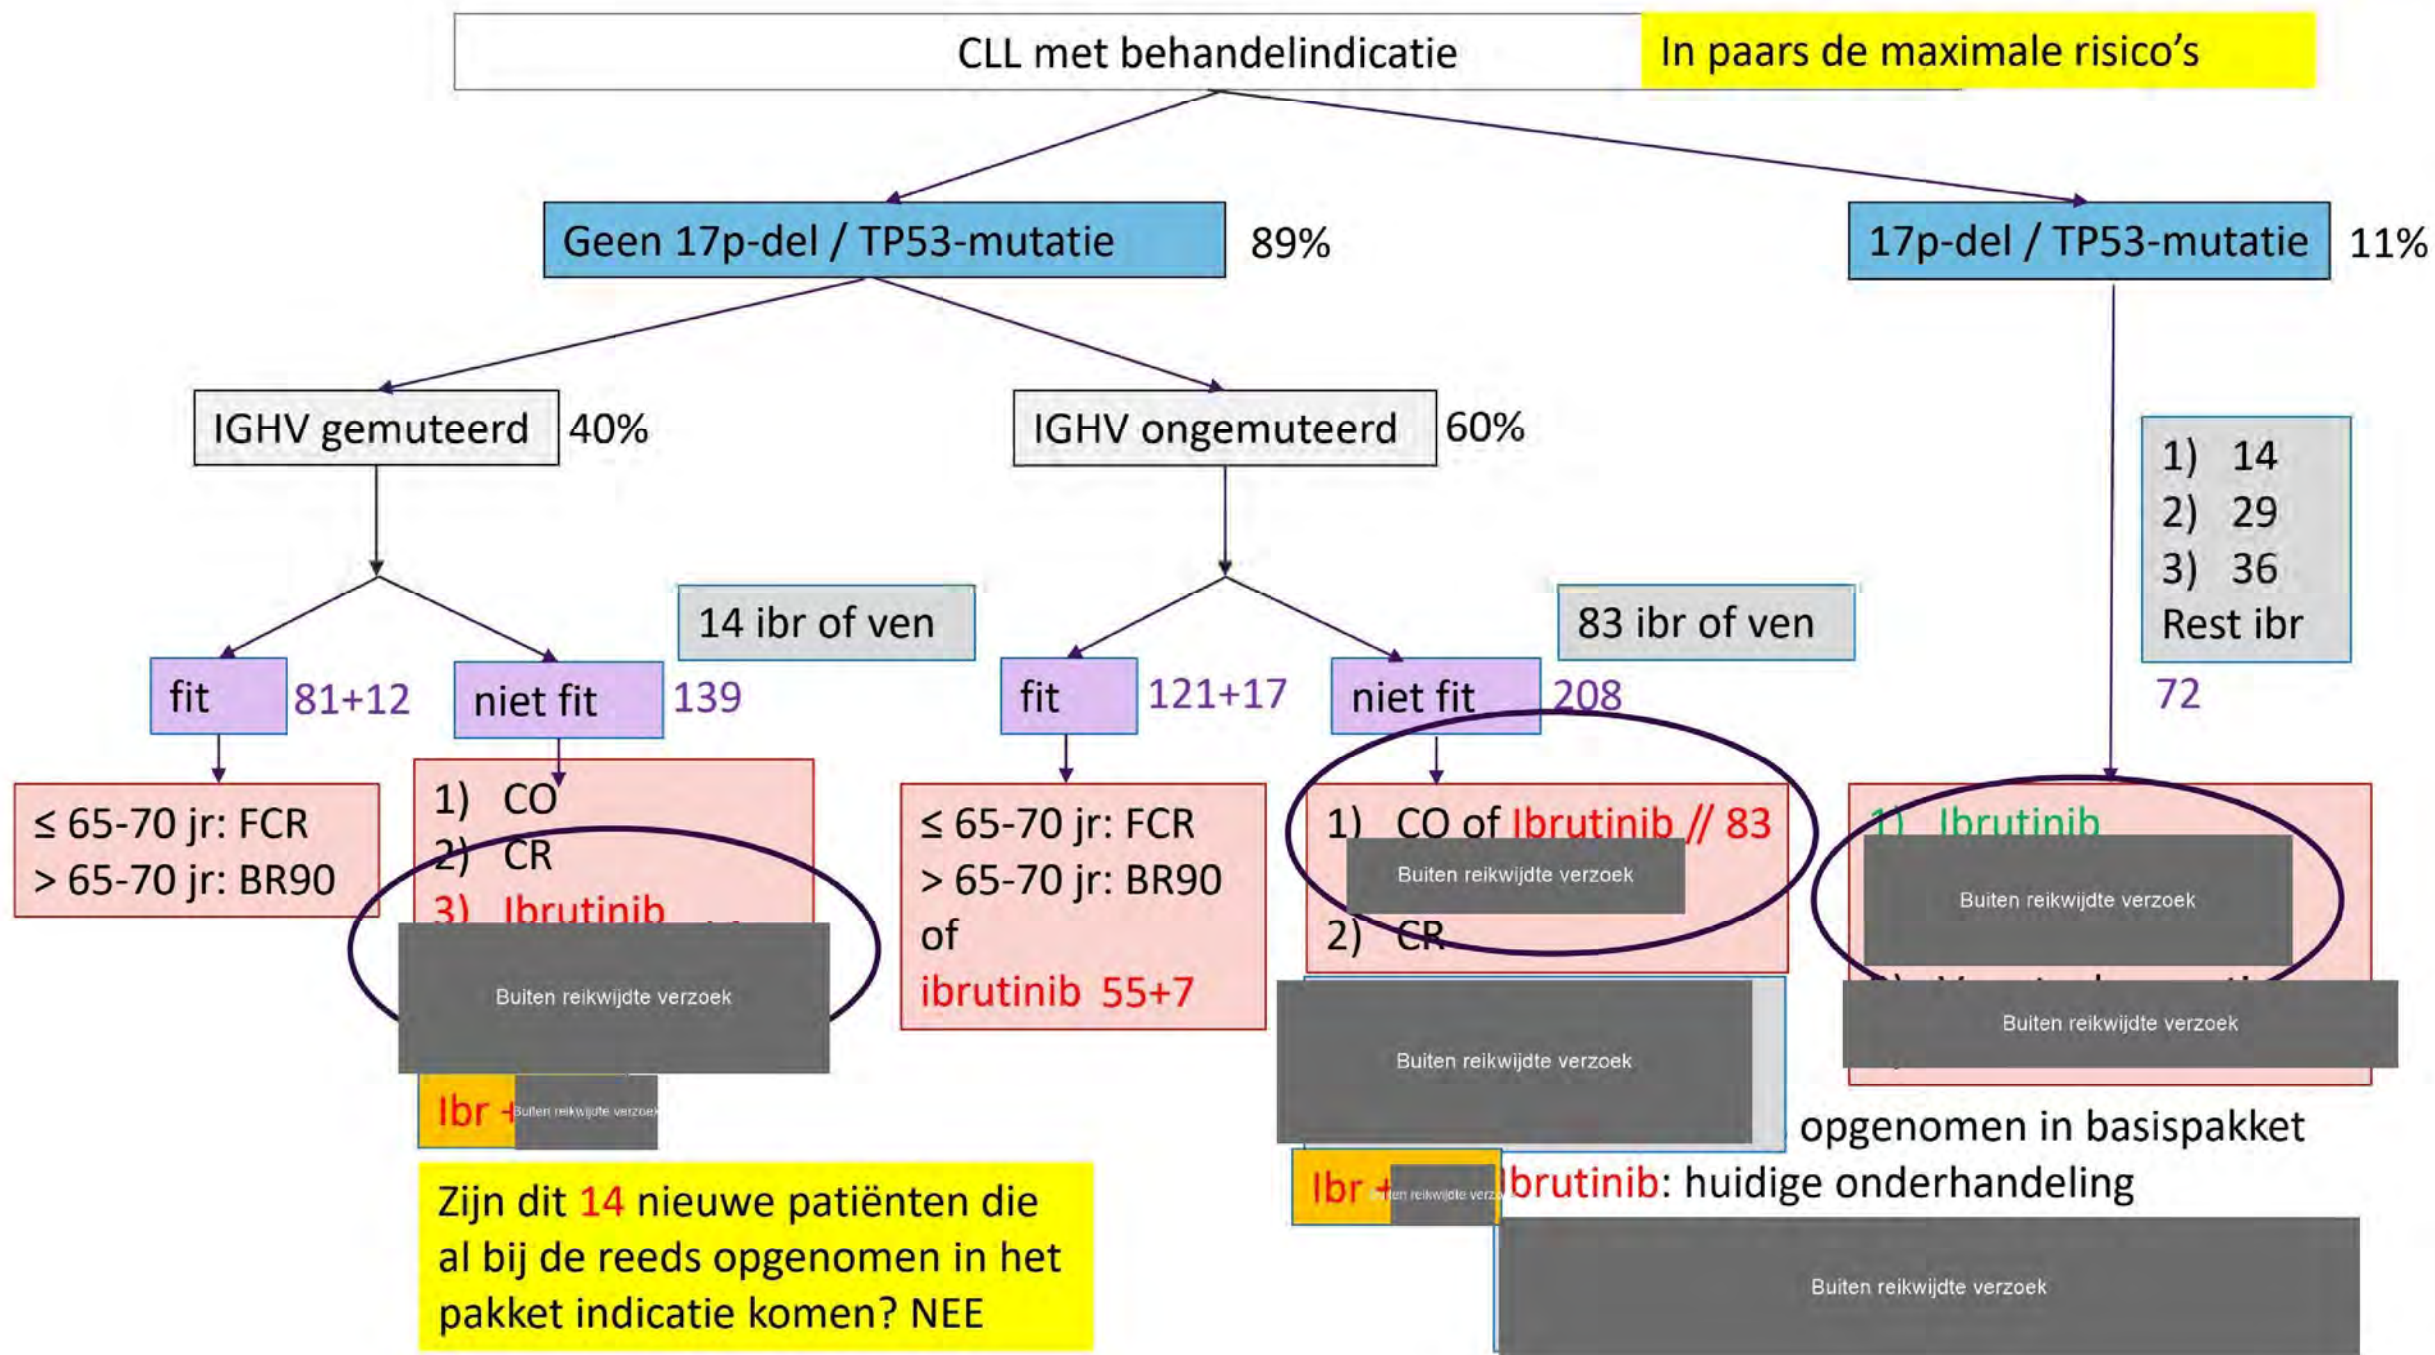 CLL met behandelindicatie
In paars de maximale risico's
Geen 17p-del / TP53-mutatie
89%
17p-del / TP53-mutatie
11%
IGHV gemuteerd
40%
IGHV ongemuteerd
60%
1) 14
2) 29
3) 36
Rest ibr
14 ibr of ven
83 ibr of ven
fit
81+12
niet fit
139
fit
121+17
niet fit
208
72
≤ 65-70 jr: FCR
> 65-70 jr: BR90
1) CO
2) CR
3) Ibrutinib
Buiten reikwijdte verzoek
Ibr +
Buiten reikwijdte verzoek
≤ 65-70 jr: FCR
> 65-70 jr: BR90
of
ibrutinib 55+7
1) CO of Ibrutinib // 83
Buiten reikwijdte verzoek
2) CR
Buiten reikwijdte verzoek
1) Ibrutinib
Buiten reikwijdte verzoek
Buiten reikwijdte verzoek
opgenomen in basispakket
Ibr +
Buiten reikwijdte verzoek
Ibrutinib: huidige onderhandeling
Buiten reikwijdte verzoek
Zijn dit 14 nieuwe patiënten die
al bij de reeds opgenomen in het
pakket indicatie komen? NEE